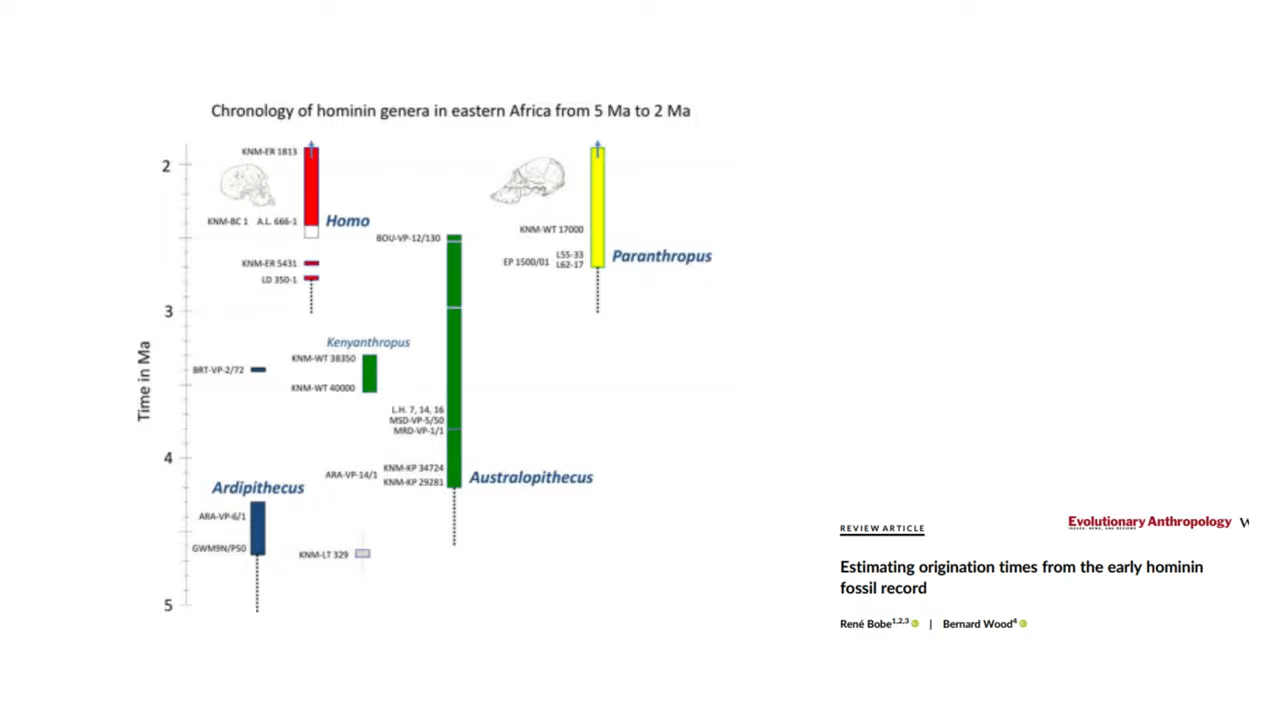 Chronology of hominin genera in eastern Africa from 5 Ma to 2 Ma
Time in Ma
2
3
4
5
KNM-ER 1813
KNM-BC 1 A.L. 666-1
Homo
KNM-ER 5431
LD 350-1
BOU-VP-12/130
KNM-WT 17000
L55-33
EP 1500/01 L62-17
Paranthropus
Kenyanthropus
KNM-WT 38350
BRT-VP-2/72
KNM-WT 40000
L.H. 7, 14, 16
MSD-VP-5/50
MRD-VP-1/1
KNM-KP 34724
ARA-VP-14/1
KNM-KP 29281
Australopithecus
Ardipithecus
ARA-VP-6/1
GWM9N/P50
KNM-LT 329
REVIEW ARTICLE
Evolutionary Anthropology
Estimating origination times from the early hominin
fossil record
René Bobe1,2,3 | Bernard Wood4